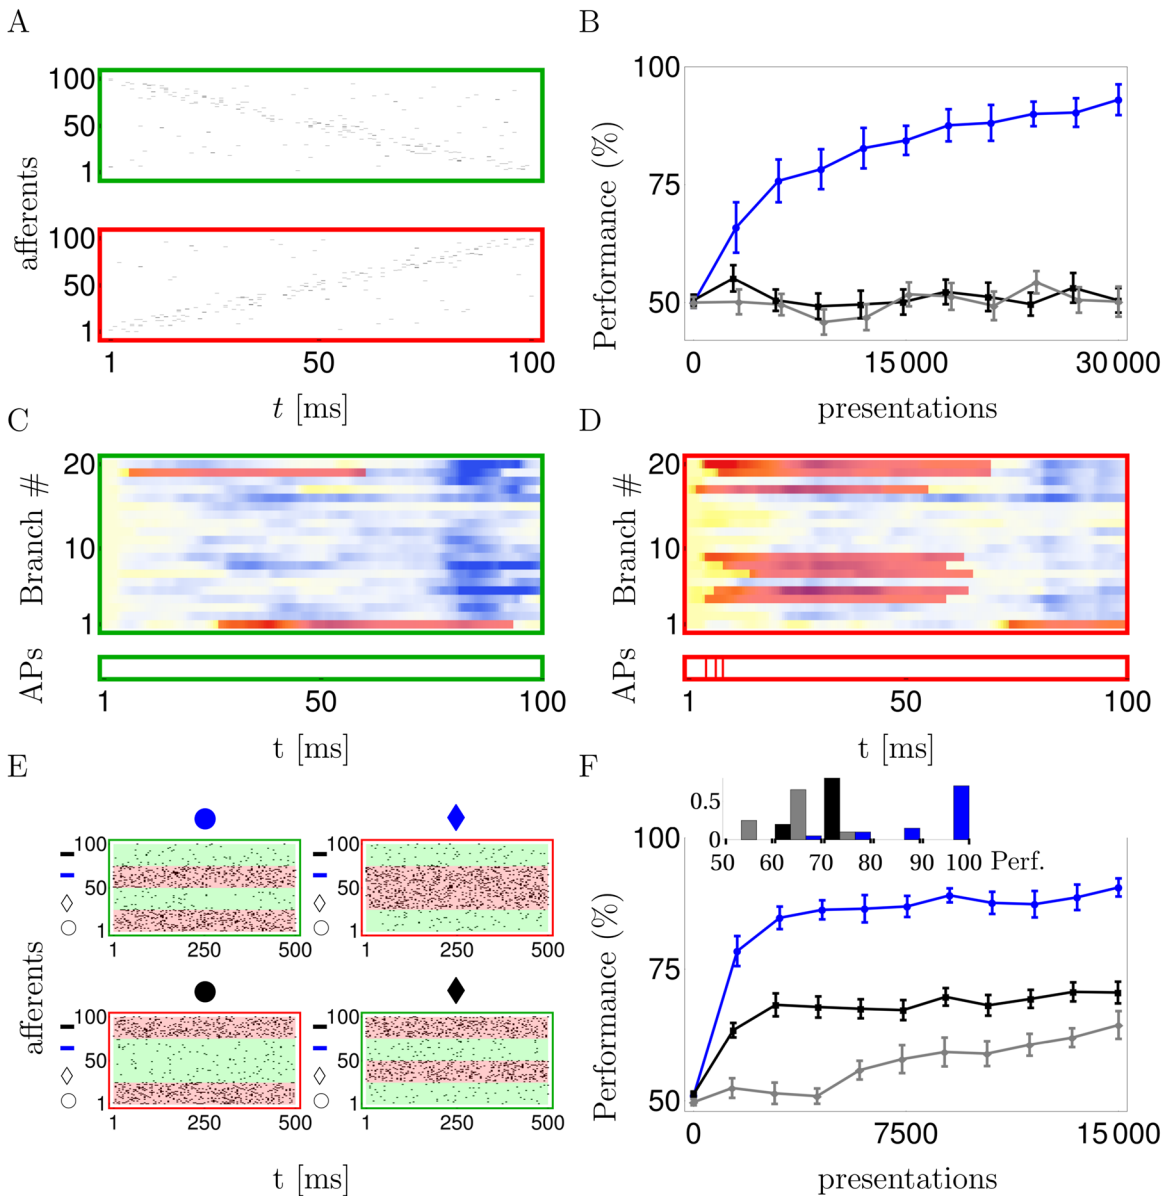 A
100
50
1
100
50
1
afferents
1 50 100
t [ms]
B
100
75
50
Performance (%)
0 15 000 30 000
presentations
C
20
10
1
Branch #
APs
1 50 100
t [ms]
D
20
10
1
Branch #
APs
1 50 100
t [ms]
E
100
50
1
1 250 500
100
50
1
1 250 500
100
50
1
1 250 500
100
50
1
1 250 500
afferents
t [ms]
F
0.5
0
50 60 70 80 90 100 Perf.
100
75
50
Performance (%)
0 7500 15 000
presentations